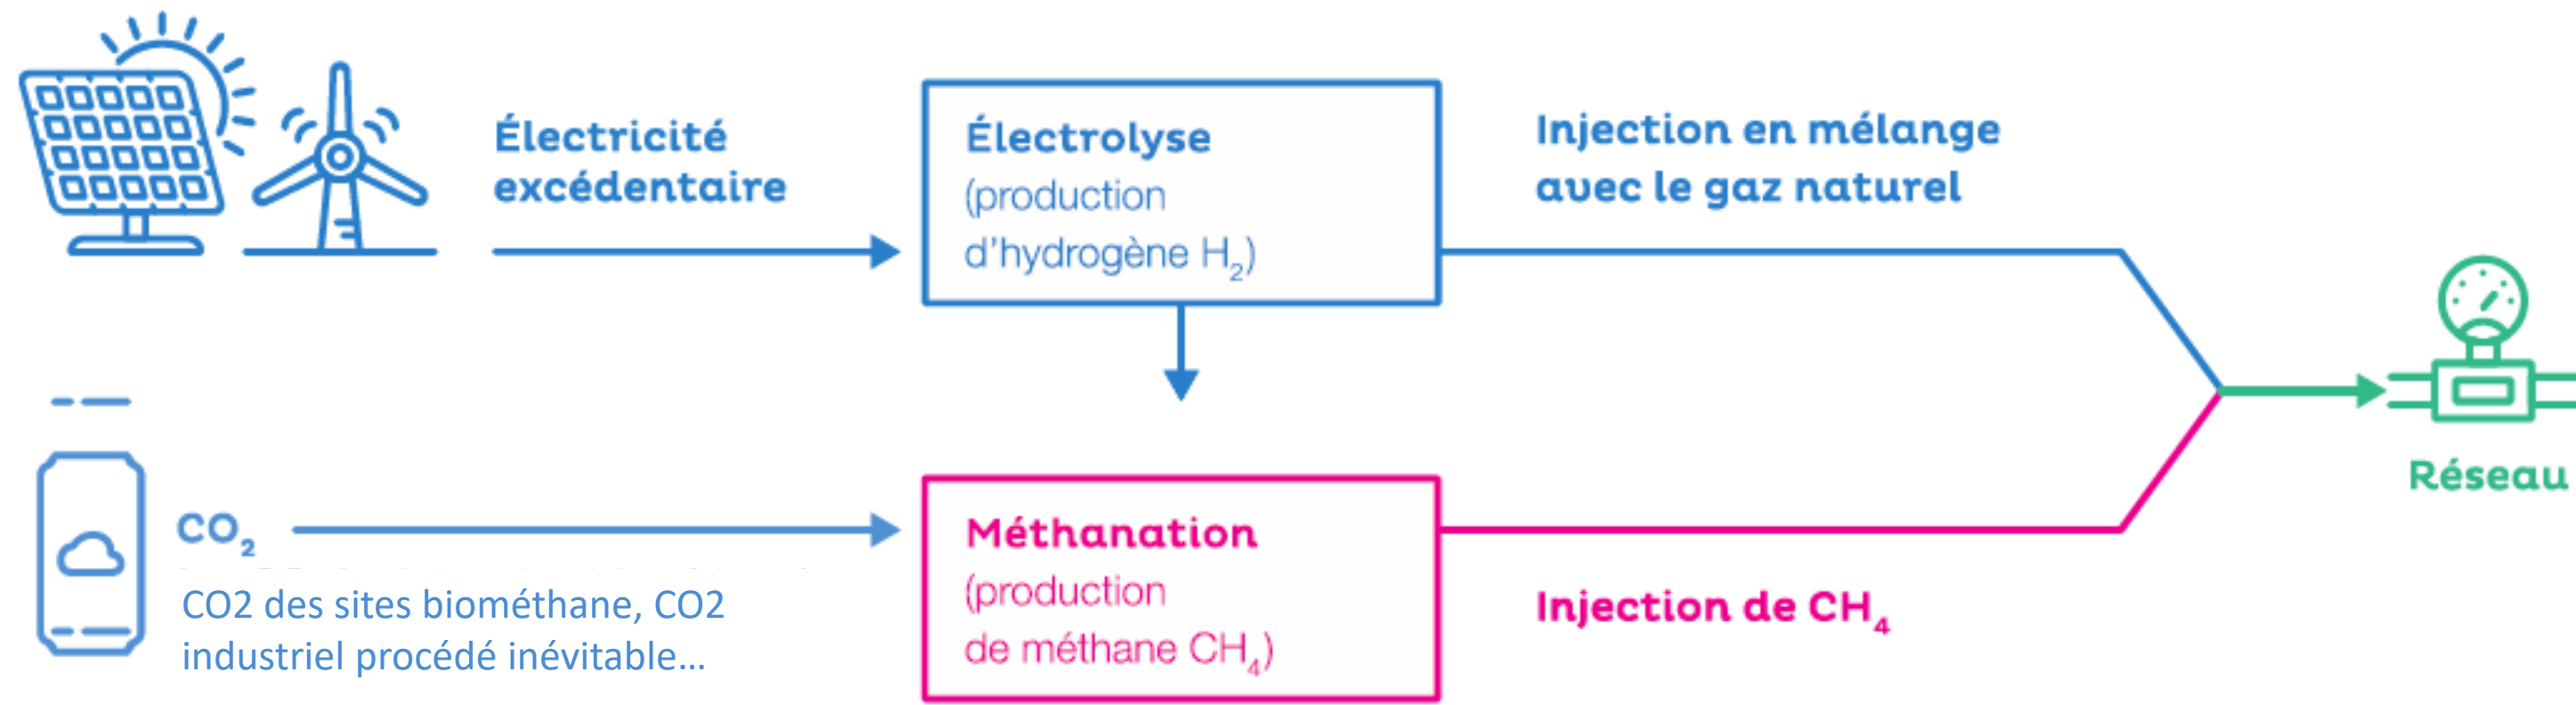 Électricité
excédentaire
Électrolyse
(production
d'hydrogène H₂)
Injection en mélange
avec le gaz naturel
Réseau
CO₂
CO2 des sites biométhane, CO2
industriel procédé inévitable...
Méthanation
(production
de méthane CH₄)
Injection de CH₄